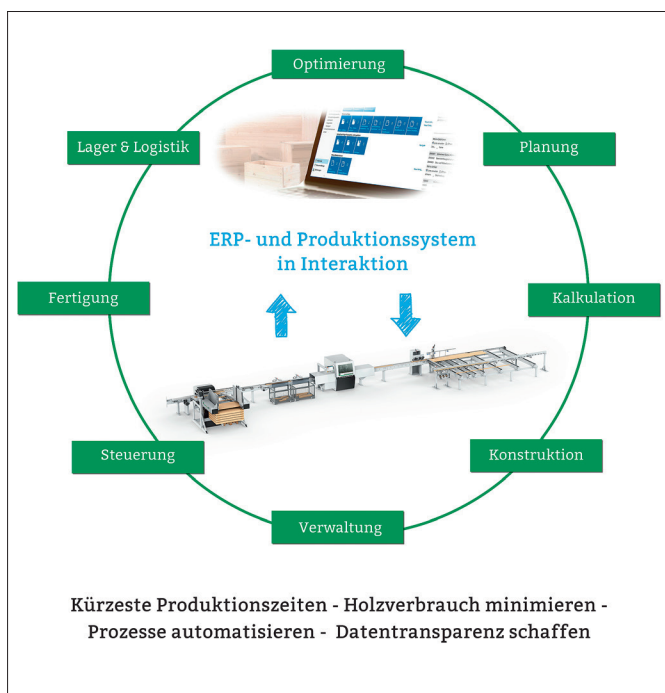 Optimierung
Lager & Logistik
Planung
ERP- und Produktionssystem
in Interaktion
Fertigung
Kalkulation
Steuerung
Konstruktion
Verwaltung
Kürzeste Produktionszeiten - Holzverbrauch minimieren -
Prozesse automatisieren - Datentransparenz schaffen